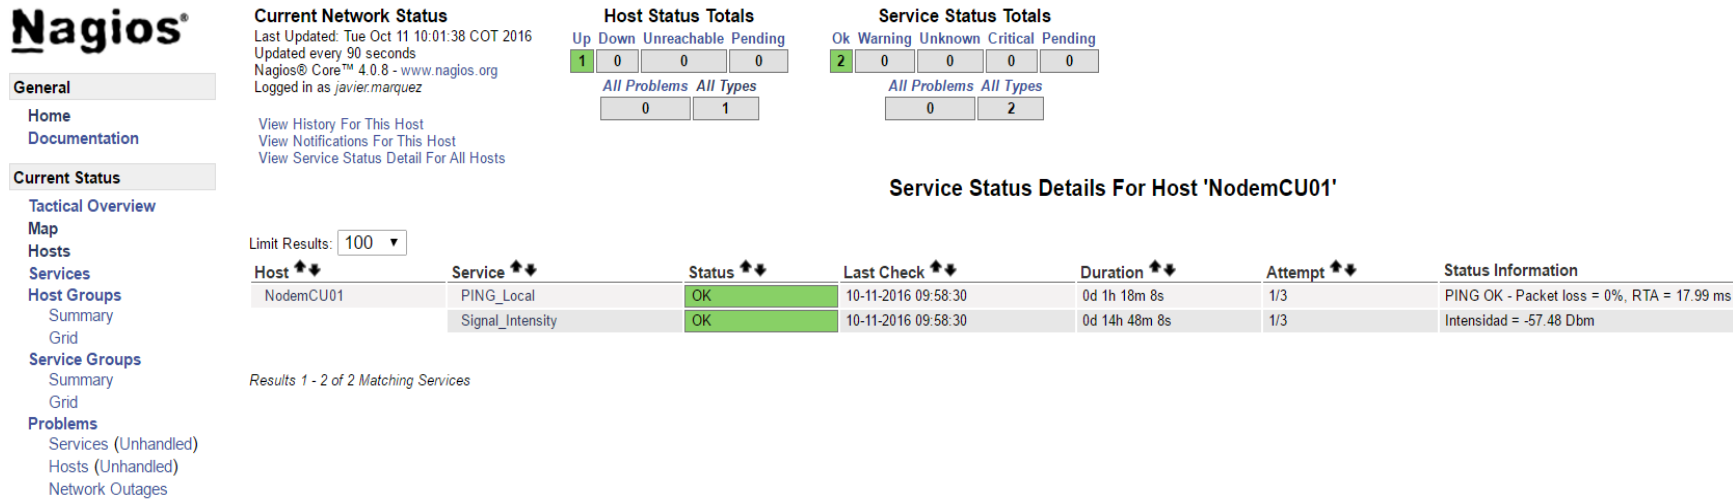 Nagios®
General
Home
Documentation
Current Status
Tactical Overview
Map
Hosts
Services
Host Groups
Summary
Grid
Service Groups
Summary
Grid
Problems
Services (Unhandled)
Hosts (Unhandled)
Network Outages
Current Network Status
Last Updated: Tue Oct 11 10:01:38 COT 2016
Updated every 90 seconds
Nagios® Core™ 4.0.8 - www.nagios.org
Logged in as javier.marquez
View History For This Host
View Notifications For This Host
View Service Status Detail For All Hosts
Host Status Totals
Up Down Unreachable Pending
1 0 0 0
All Problems All Types
0 1
Service Status Totals
Ok Warning Unknown Critical Pending
2 0 0 0 0
All Problems All Types
0 2
Service Status Details For Host 'NodemCU01'
Limit Results: 100
Host Service Status Last Check Duration Attempt Status Information
NodemCU01 PING_Local OK 10-11-2016 09:58:30 0d 1h 18m 8s 1/3 PING OK - Packet loss = 0%, RTA = 17.99 ms
Signal_Intensity OK 10-11-2016 09:58:30 0d 14h 48m 8s 1/3 Intensidad = -57.48 Dbm
Results 1 - 2 of 2 Matching Services